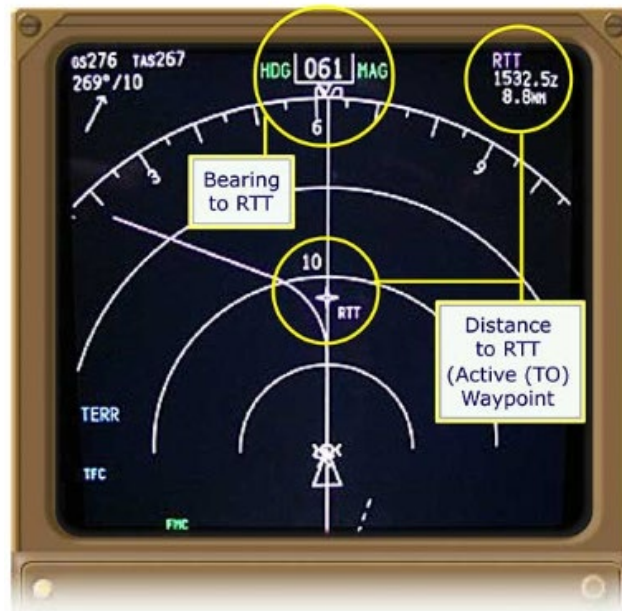 GS276 TAS267
269°/10
HDG 061 MAG
RTT
1532.5z
8.8NM
6
3
9
Bearing
to RTT
10
RTT
Distance
to RTT
(Active (TO)
Waypoint
TERR
TFC
FMC